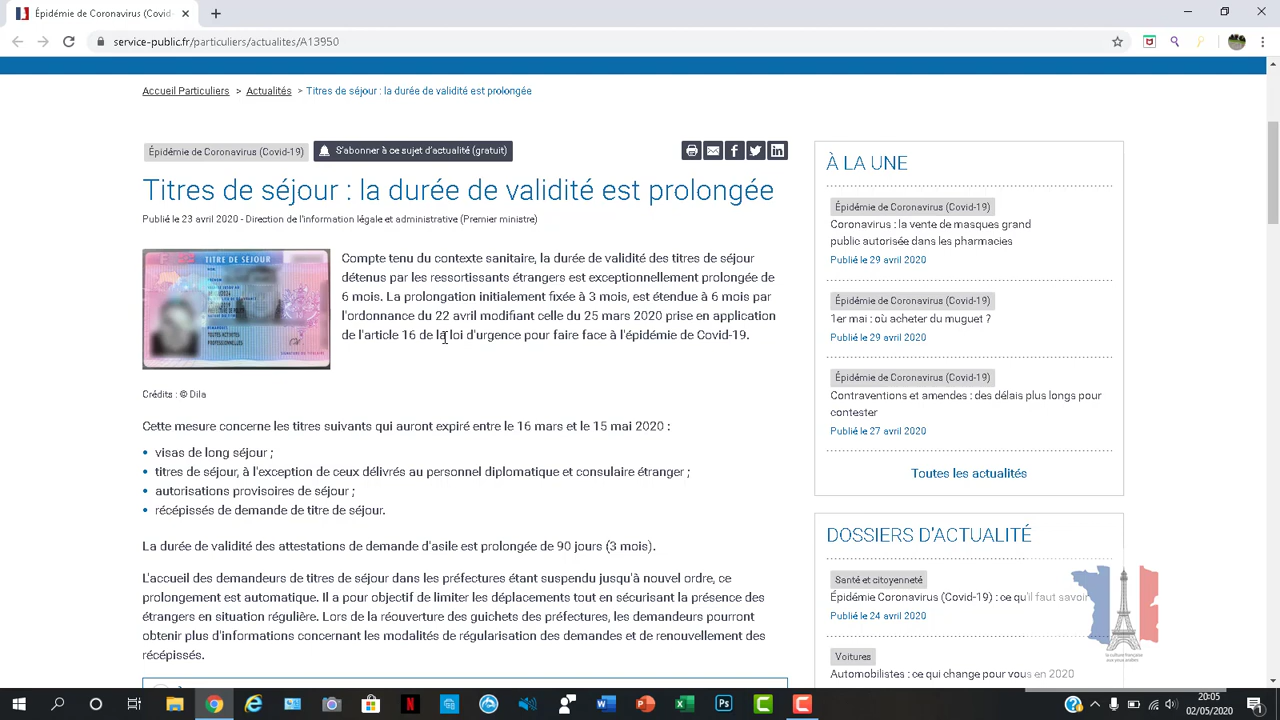 Épidémie de Coronavirus (Covid-
service-public.fr/particuliers/actualites/A13950
Accueil Particuliers > Actualités > Titres de séjour : la durée de validité est prolongée
Épidémie de Coronavirus (Covid-19)
S'abonner à ce sujet d'actualité (gratuit)
Titres de séjour : la durée de validité est prolongée
Publié le 23 avril 2020 - Direction de l'information légale et administrative (Premier ministre)
TITRE DE SÉJOUR
Compte tenu du contexte sanitaire, la durée de validité des titres de séjour
détenus par les ressortissants étrangers est exceptionnellement prolongée de
6 mois. La prolongation initialement fixée à 3 mois, est étendue à 6 mois par
l'ordonnance du 22 avril modifiant celle du 25 mars 2020 prise en application
de l'article 16 de la loi d'urgence pour faire face à l'épidémie de Covid-19.
Crédits : © Dila
Cette mesure concerne les titres suivants qui auront expiré entre le 16 mars et le 15 mai 2020 :
• visas de long séjour ;
• titres de séjour, à l'exception de ceux délivrés au personnel diplomatique et consulaire étranger ;
• autorisations provisoires de séjour ;
• récépissés de demande de titre de séjour.
La durée de validité des attestations de demande d'asile est prolongée de 90 jours (3 mois).
L'accueil des demandeurs de titres de séjour dans les préfectures étant suspendu jusqu'à nouvel ordre, ce
prolongement est automatique. Il a pour objectif de limiter les déplacements tout en sécurisant la présence des
étrangers en situation régulière. Lors de la réouverture des guichets des préfectures, les demandeurs pourront
obtenir plus d'informations concernant les modalités de régularisation des demandes et de renouvellement des
récépissés.
À LA UNE
Épidémie de Coronavirus (Covid-19)
Coronavirus : la vente de masques grand
public autorisée dans les pharmacies
Publié le 29 avril 2020
Épidémie de Coronavirus (Covid-19)
1er mai : où acheter du muguet ?
Publié le 29 avril 2020
Épidémie de Coronavirus (Covid-19)
Contraventions et amendes : des délais plus longs pour
contester
Publié le 27 avril 2020
Toutes les actualités
DOSSIERS D'ACTUALITÉ
Santé et citoyenneté
Épidémie Coronavirus (Covid-19) : ce qu'il faut savoir
Publié le 24 avril 2020
Voitures
Automobilistes : ce qui change pour vous en 2020
la culture française
aux yeux arabes
20:05
02/05/2020